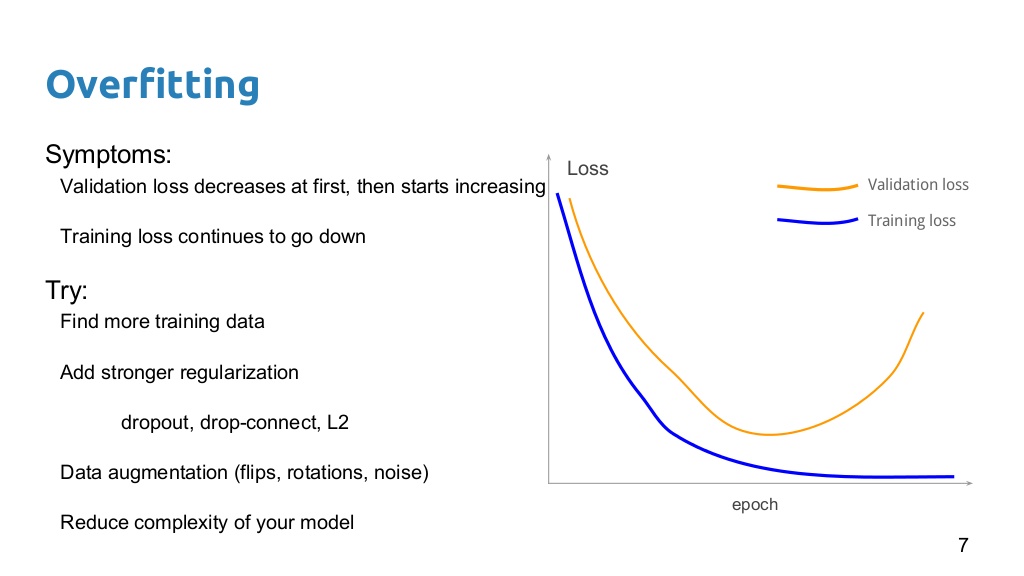 Overfitting
Symptoms:
Validation loss decreases at first, then starts increasing
Training loss continues to go down
Try:
Find more training data
Add stronger regularization
dropout, drop-connect, L2
Data augmentation (flips, rotations, noise)
Reduce complexity of your model
Loss
Validation loss
Training loss
epoch
7